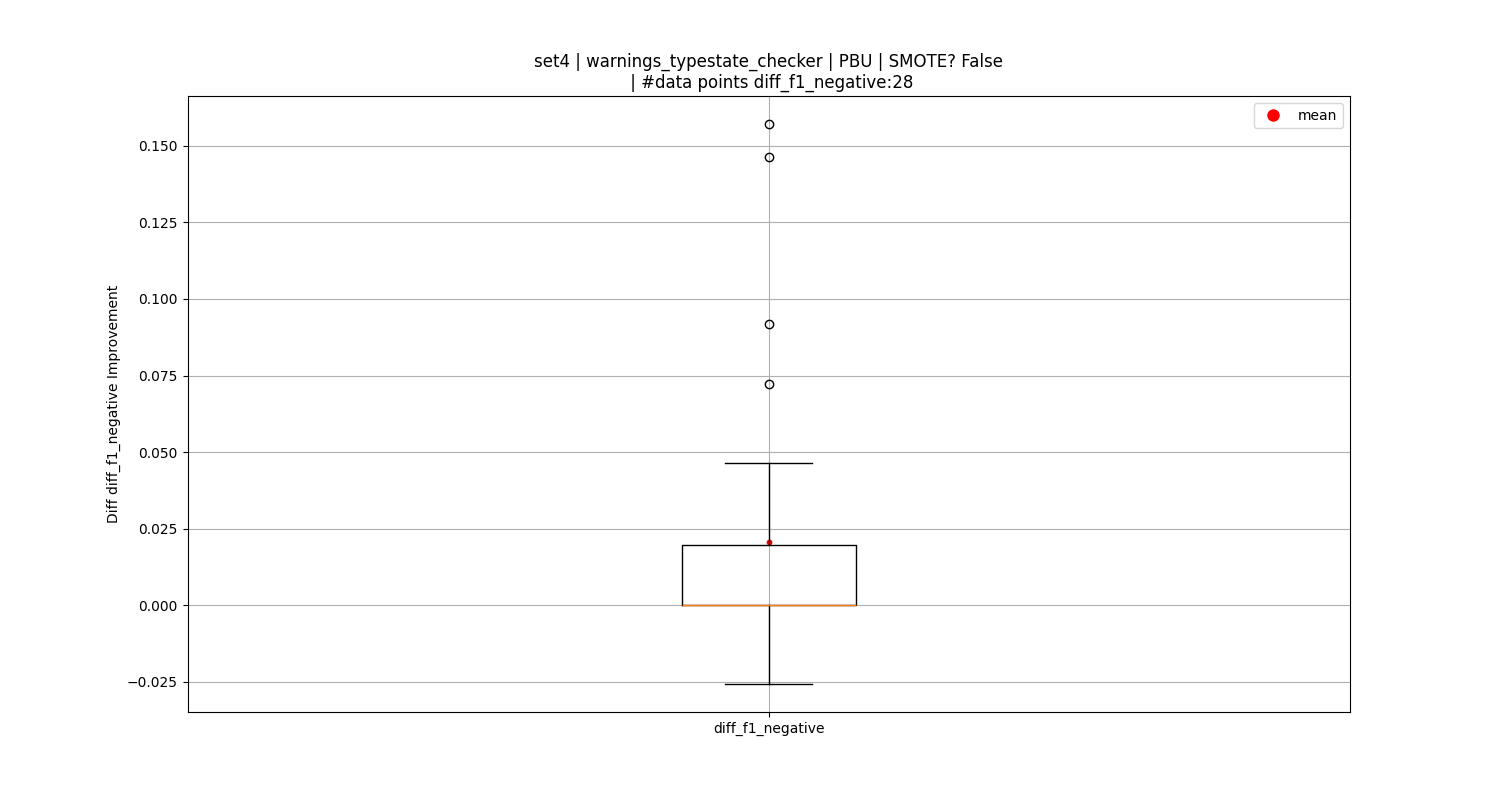 set4 | warnings_typestate_checker | PBU | SMOTE? False
| #data points diff_f1_negative:28
mean
0.150
0.125
0.100
0.075
0.050
0.025
0.000
−0.025
Diff diff_f1_negative Improvement
diff_f1_negative